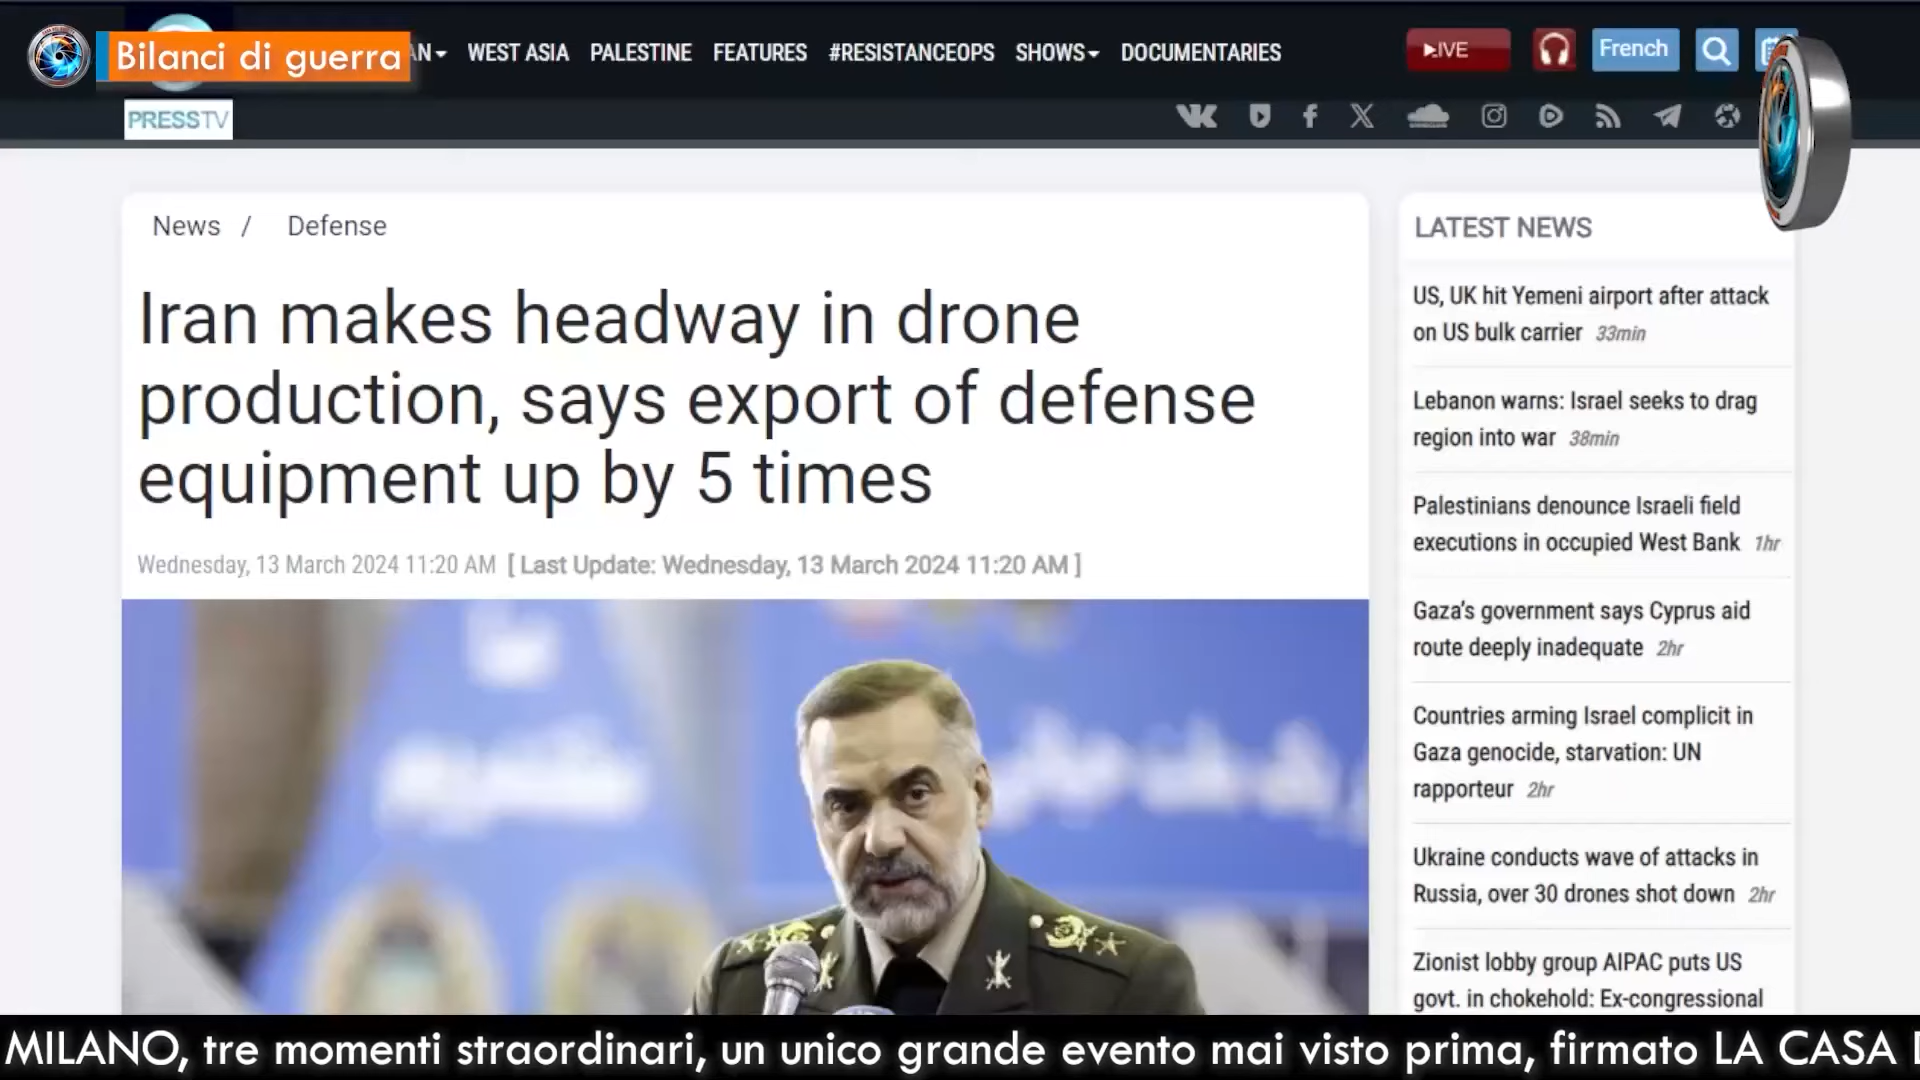 Bilanci di guerra
AN WEST ASIA PALESTINE FEATURES #RESISTANCEOPS SHOWS DOCUMENTARIES
LIVE
French
PRESSTV
News / Defense
Iran makes headway in drone
production, says export of defense
equipment up by 5 times
Wednesday, 13 March 2024 11:20 AM [ Last Update: Wednesday, 13 March 2024 11:20 AM ]
LATEST NEWS
US, UK hit Yemeni airport after attack
on US bulk carrier 33min
Lebanon warns: Israel seeks to drag
region into war 38min
Palestinians denounce Israeli field
executions in occupied West Bank 1hr
Gaza's government says Cyprus aid
route deeply inadequate 2hr
Countries arming Israel complicit in
Gaza genocide, starvation: UN
rapporteur 2hr
Ukraine conducts wave of attacks in
Russia, over 30 drones shot down 2hr
Zionist lobby group AIPAC puts US
govt. in chokehold: Ex-congressional
MILANO, tre momenti straordinari, un unico grande evento mai visto prima, firmato LA CASA